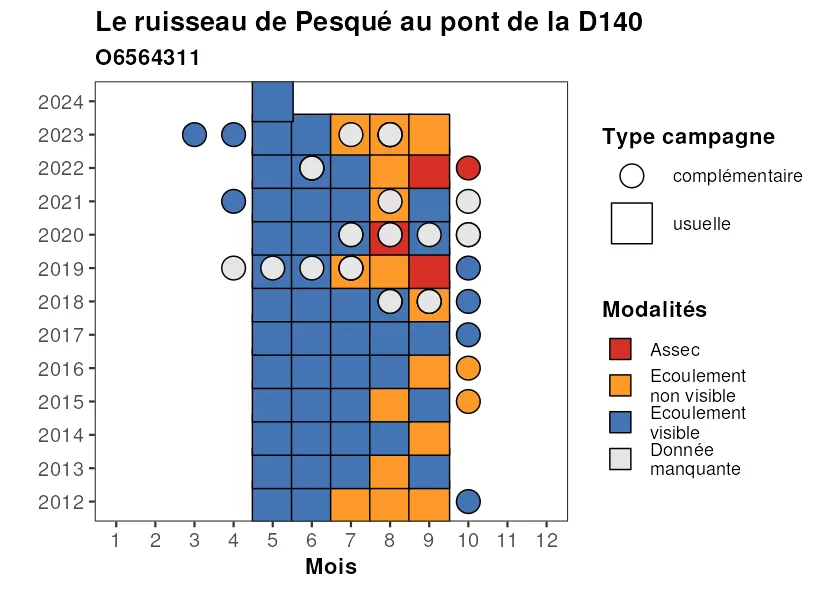 Le ruisseau de Pesqué au pont de la D140
O6564311
2024
2023
2022
2021
2020
2019
2018
2017
2016
2015
2014
2013
2012
1 2 3 4 5 6 7 8 9 10 11 12
Mois
Type campagne
complémentaire
usuelle
Modalités
Assec
Ecoulement
non visible
Ecoulement
visible
Donnée
manquante